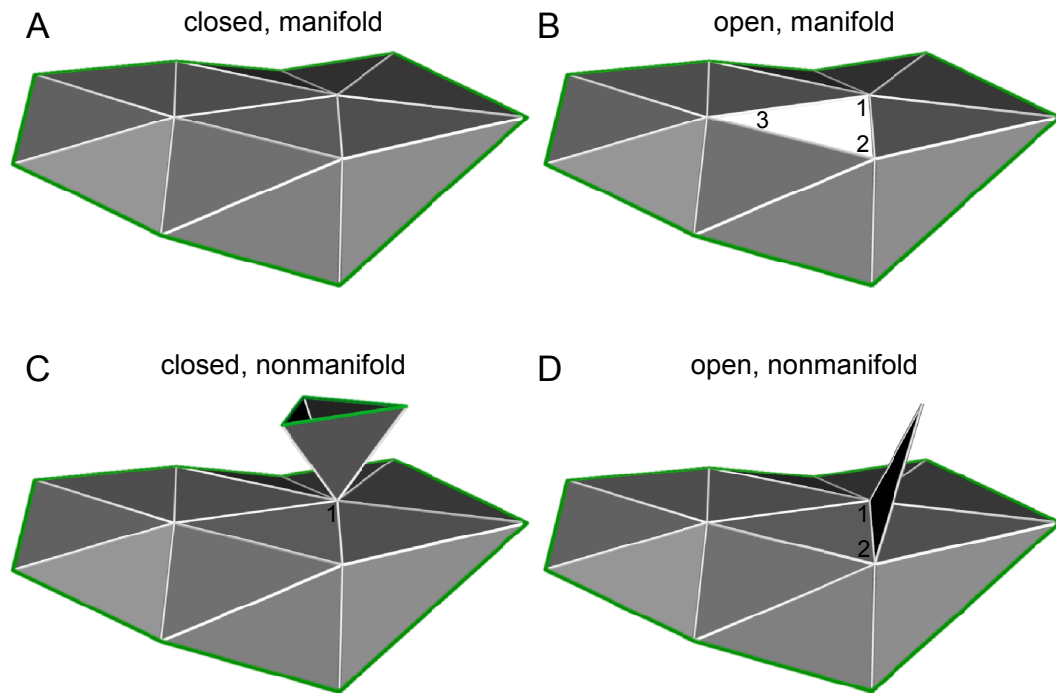 A closed, manifold
B open, manifold
1
3
2
C closed, nonmanifold
D open, nonmanifold
1
1
2